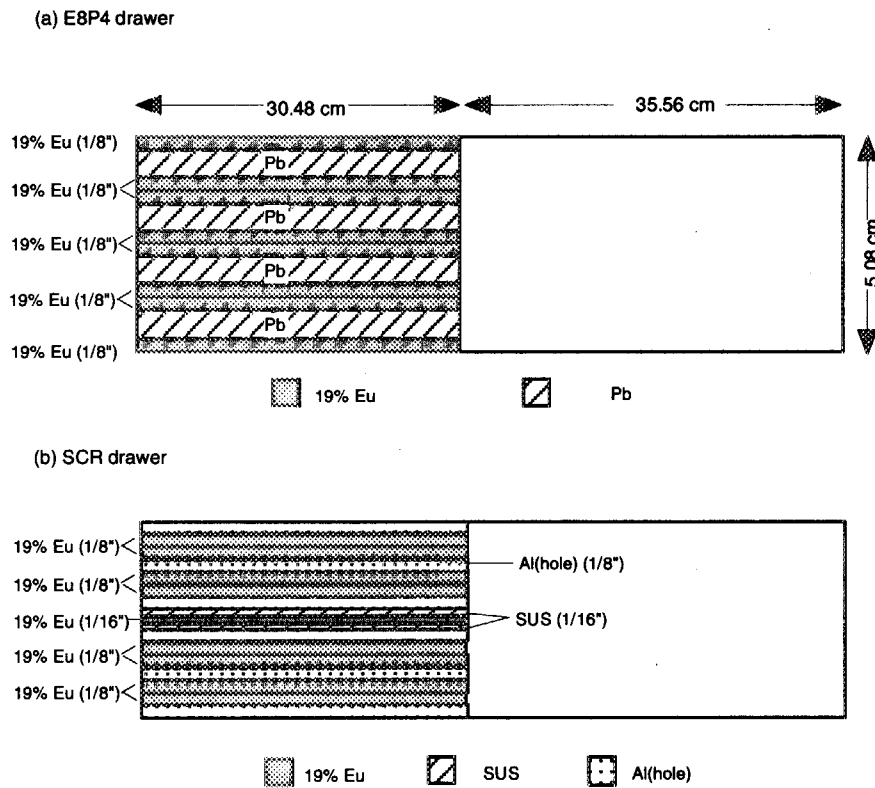 (a) E8P4 drawer
30.48 cm
35.56 cm
19% Eu (1/8")
Pb
19% Eu (1/8")
Pb
19% Eu (1/8")
Pb
19% Eu (1/8")
Pb
19% Eu (1/8")
5.08 cm
19% Eu
Pb
(b) SCR drawer
19% Eu (1/8")
Al(hole) (1/8")
19% Eu (1/8")
19% Eu (1/16")
SUS (1/16")
19% Eu (1/8")
19% Eu (1/8")
19% Eu
SUS
Al(hole)